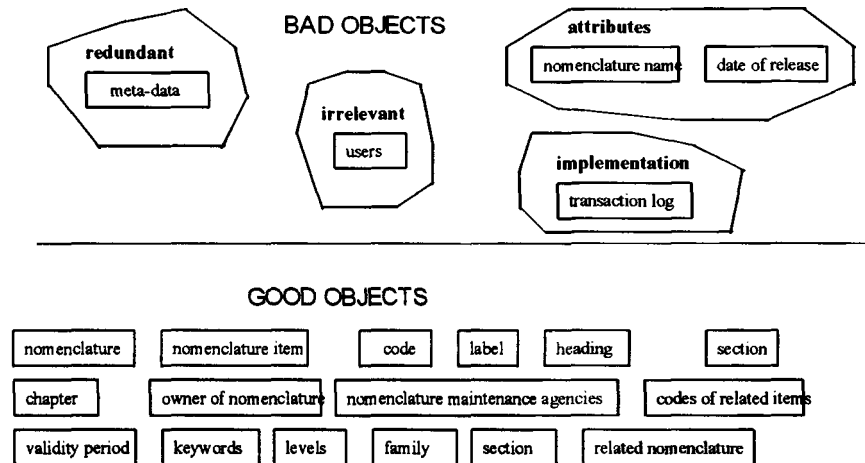 BAD OBJECTS
redundant
meta-data
irrelevant
users
attributes
nomenclature name
date of release
implementation
transaction log
GOOD OBJECTS
nomenclature
nomenclature item
code
label
heading
section
chapter
owner of nomenclature
nomenclature maintenance agencies
codes of related items
validity period
keywords
levels
family
section
related nomenclature